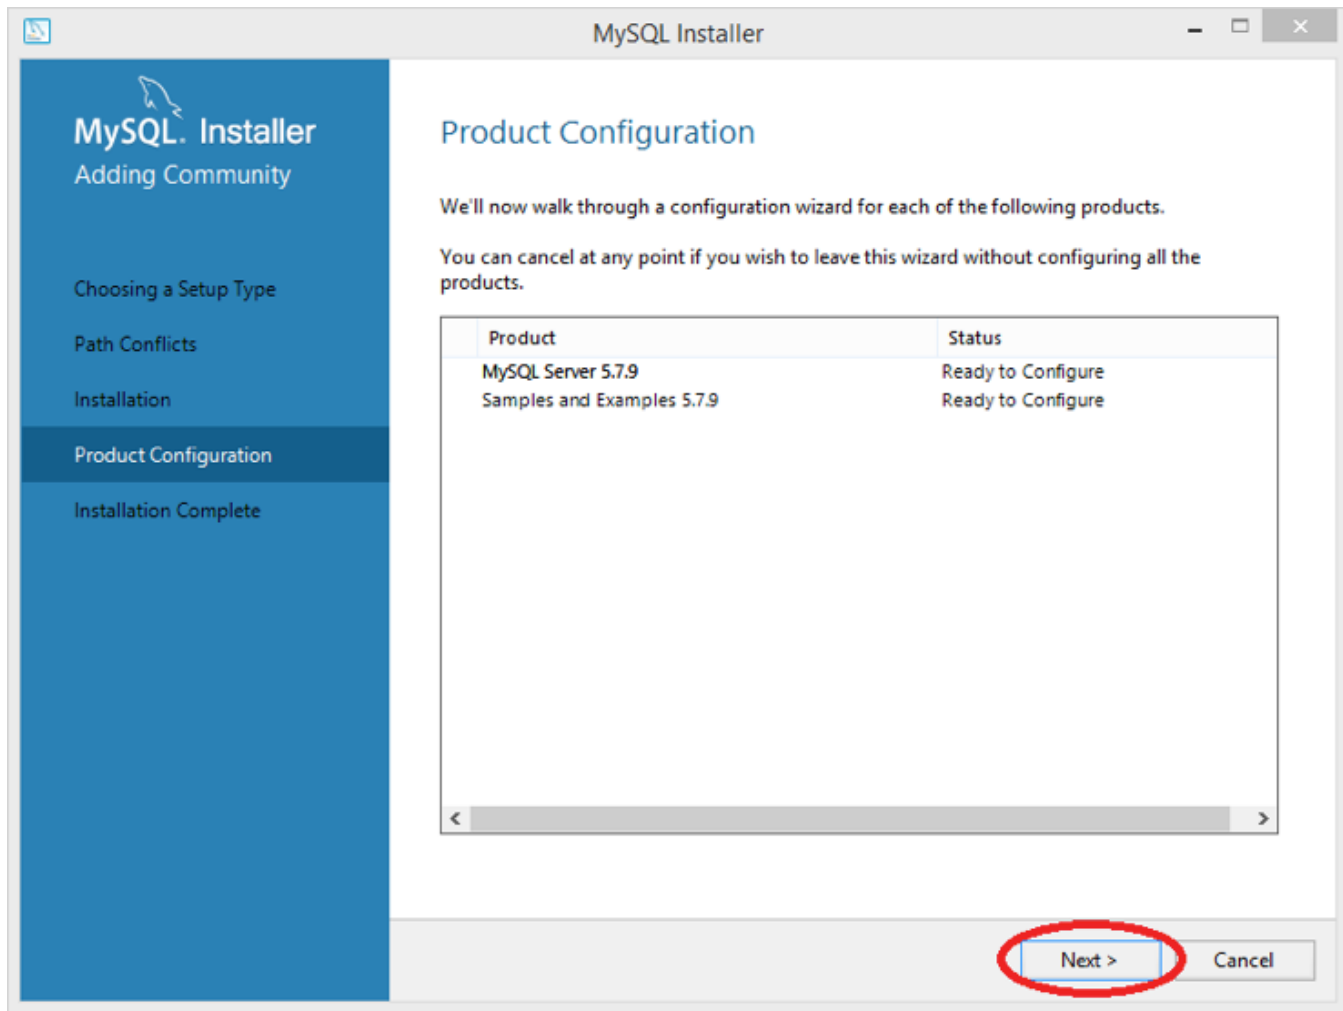 MySQL Installer
MySQL. Installer
Adding Community
Choosing a Setup Type
Path Conflicts
Installation
Product Configuration
Installation Complete
Product Configuration
We'll now walk through a configuration wizard for each of the following products.
You can cancel at any point if you wish to leave this wizard without configuring all the
products.
Product Status
MySQL Server 5.7.9 Ready to Configure
Samples and Examples 5.7.9 Ready to Configure
Next > Cancel